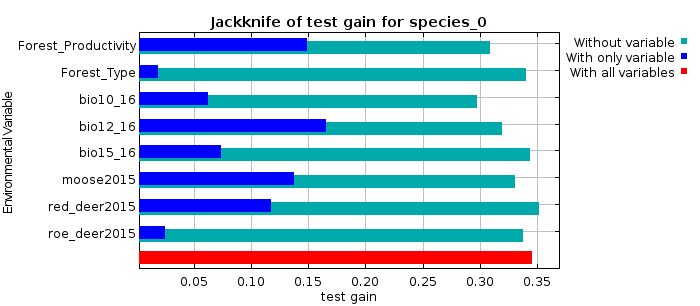 Jackknife of test gain for species_0
Environmental Variable
Forest_Productivity
Forest_Type
bio10_16
bio12_16
bio15_16
moose2015
red_deer2015
roe_deer2015
0.05 0.10 0.15 0.20 0.25 0.30 0.35
test gain
Without variable
With only variable
With all variables